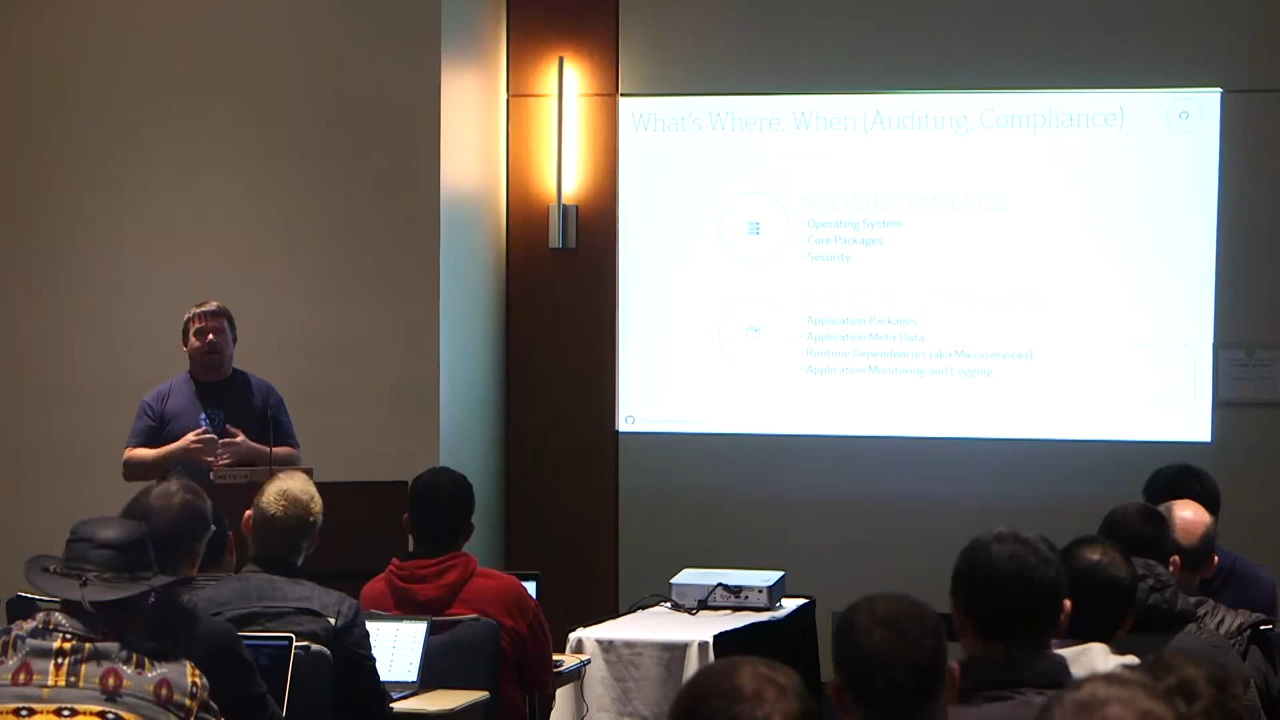 What's Where, When (Auditing, Compliance)
MACHINE TEMPLATES
· Operating System
· Core Packages
· Security
· Application Packages
· Application Meta-Data
· Runtime Dependencies (aka Microservices)
· Application Monitoring and Logging